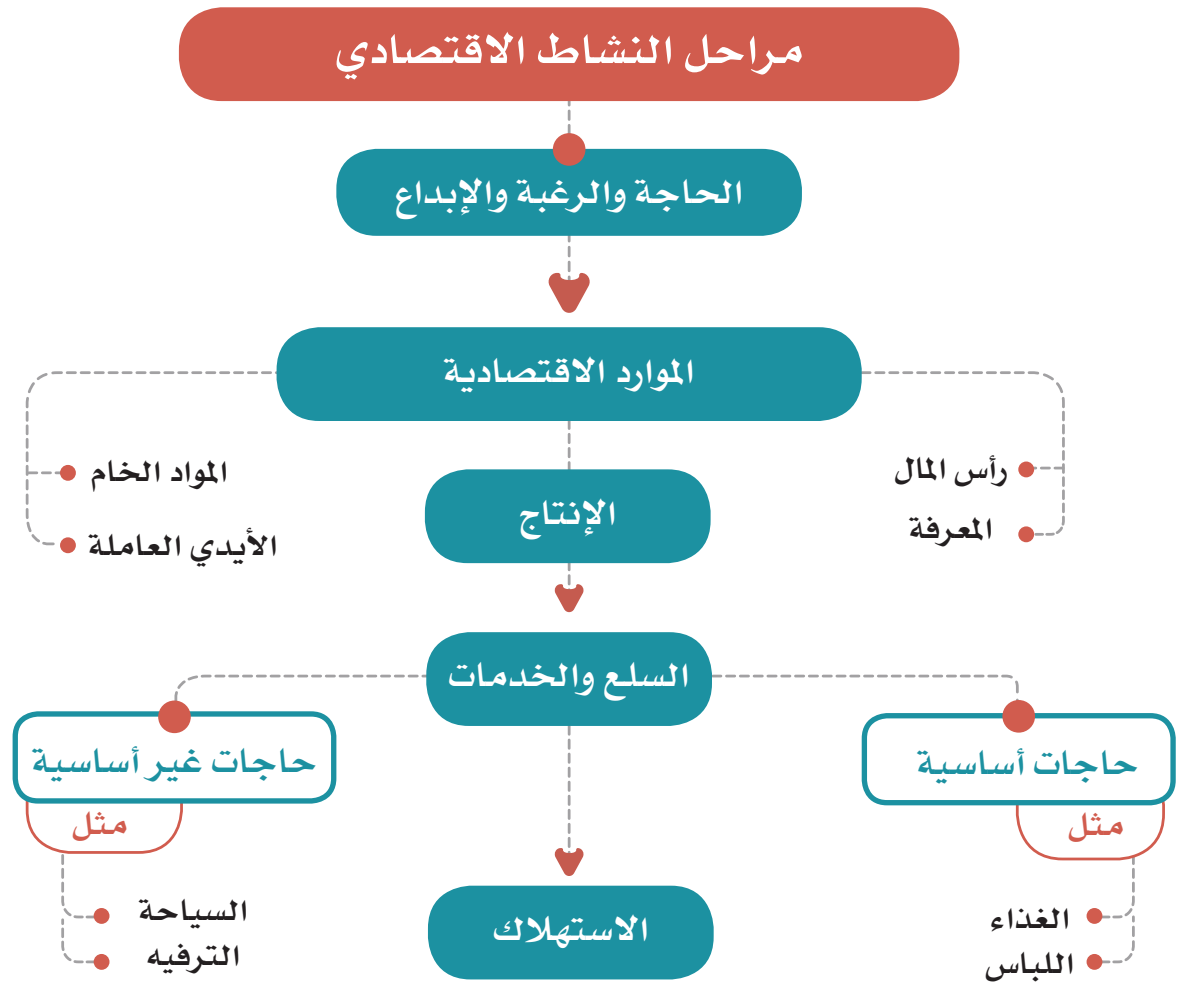 مراحل النشاط الاقتصادي
الحاجة والرغبة والإبداع
الموارد الاقتصادية
رأس المال
المعرفة
المواد الخام
الأيدي العاملة
الإنتاج
السلع والخدمات
حاجات أساسية
مثل
الغذاء
اللباس
حاجات غير أساسية
مثل
السياحة
الترفيه
الاستهلاك